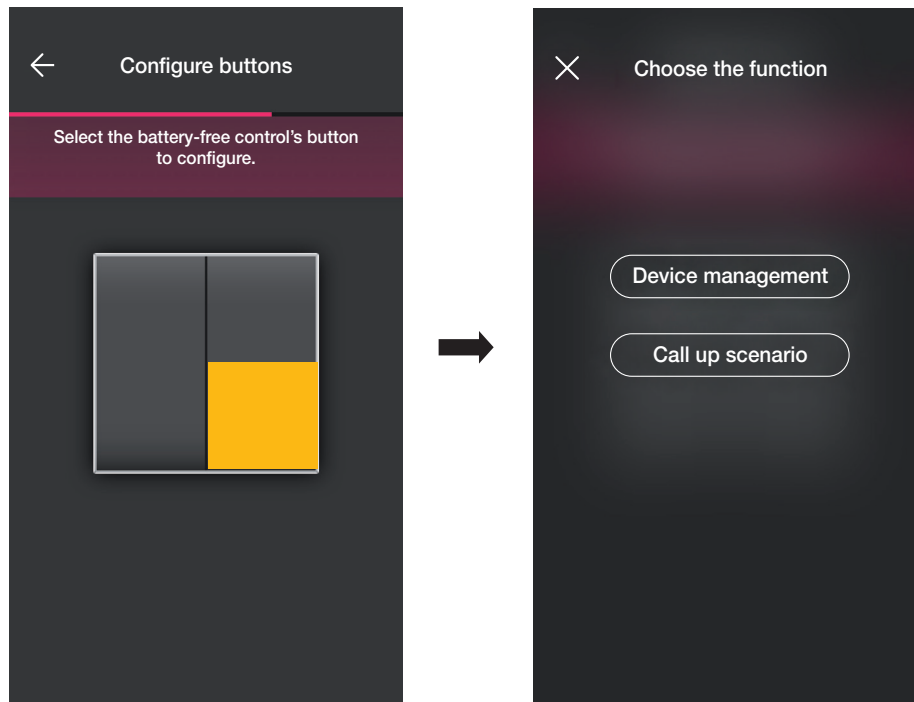 Configure buttons
Select the battery-free control's button
to configure.
Choose the function
Device management
Call up scenario